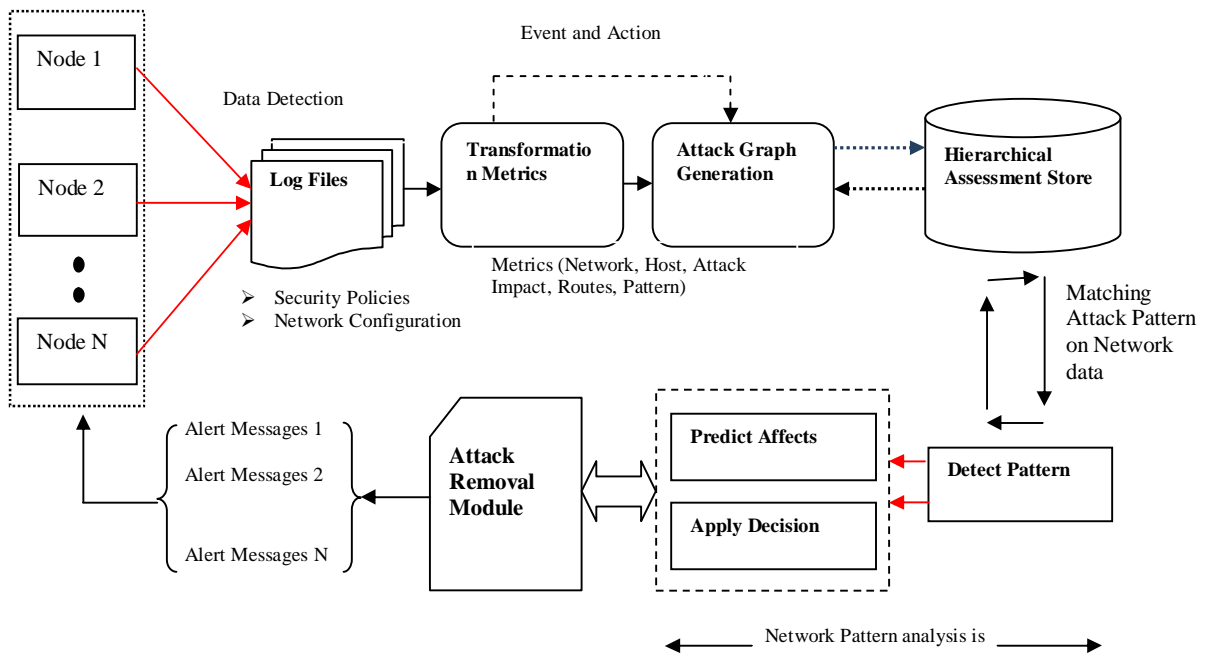 Event and Action
Node 1
Data Detection
Log Files
Transformatio
n Metrics
Attack Graph
Generation
Hierarchical
Assessment Store
Node 2
Metrics (Network, Host, Attack
Impact, Routes, Pattern)
➢ Security Policies
➢ Network Configuration
Node N
Matching
Attack Pattern
on Network
data
Alert Messages 1
Alert Messages 2
Alert Messages N
Attack
Removal
Module
Predict Affects
Apply Decision
Detect Pattern
Network Pattern analysis is